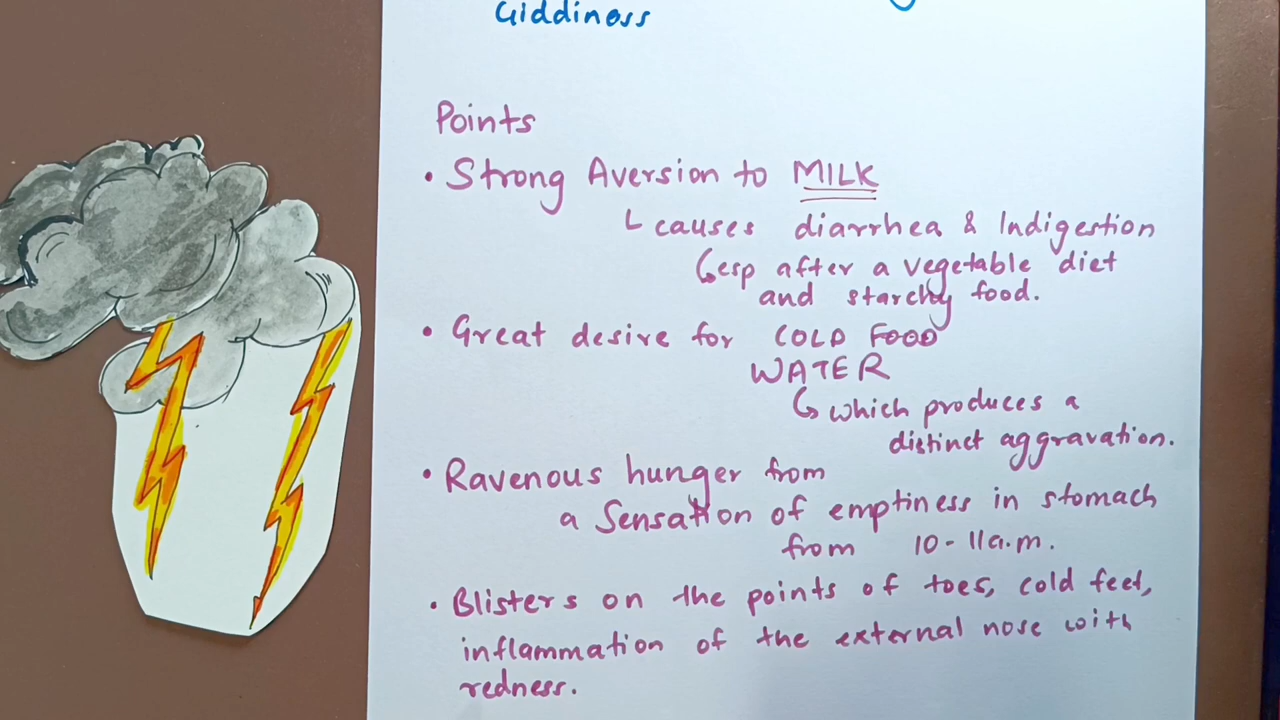 Giddiness
Points
• Strong Aversion to MILK
↳ causes diarrhea & Indigestion
↳ esp after a vegetable diet
and starchy food.
• Great desire for COLD FOOD
WATER
↳ which produces a
distinct aggravation.
• Ravenous hunger from
a Sensation of emptiness in stomach
from 10-11a.m.
• Blisters on the points of toes, cold feet,
inflammation of the external nose with
redness.